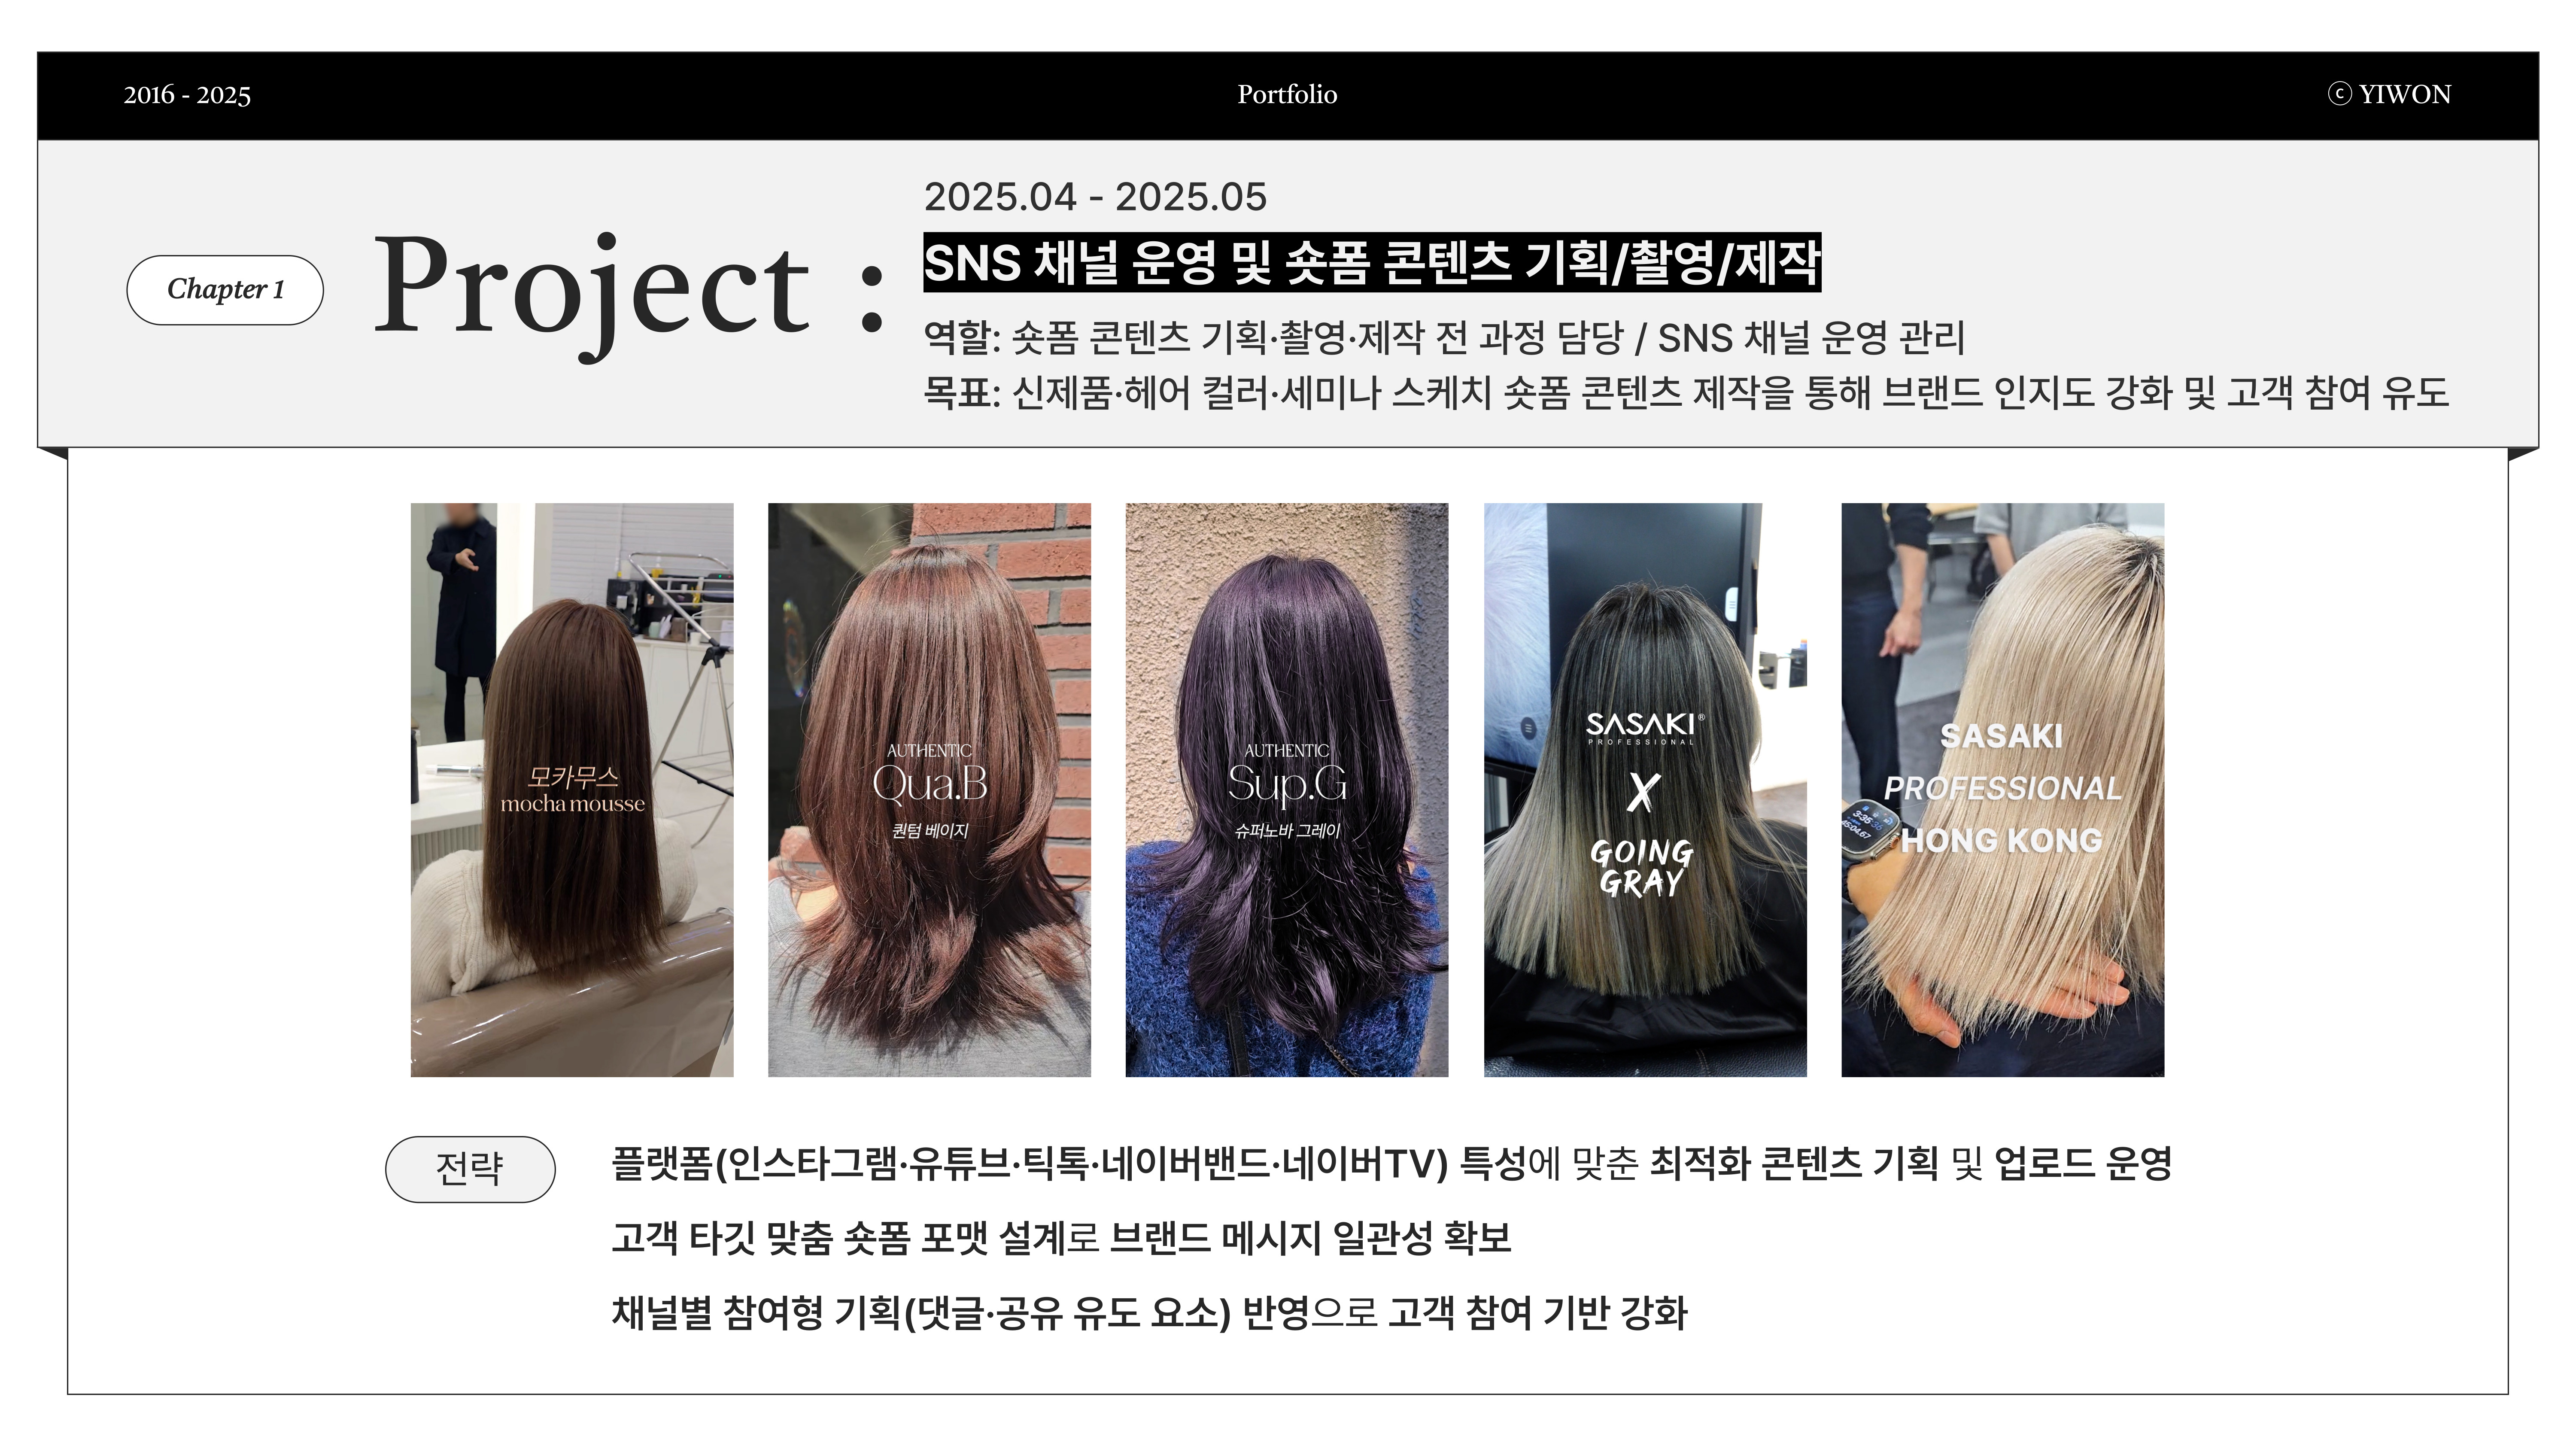 2016 - 2025
Portfolio
ⓒ YIWON
Chapter 1
Project :
2025.04 - 2025.05
SNS 채널 운영 및 숏폼 콘텐츠 기획/촬영/제작
역할: 숏폼 콘텐츠 기획·촬영·제작 전 과정 담당 / SNS 채널 운영 관리
목표: 신제품·헤어 컬러·세미나 스케치 숏폼 콘텐츠 제작을 통해 브랜드 인지도 강화 및 고객 참여 유도
모카무스
mocha mousse
AUTHENTIC
Qua.B
퀀텀 베이지
AUTHENTIC
Sup.G
슈퍼노바 그레이
SASAKI®
PROFESSIONAL
X
GOING
GRAY
SASAKI
PROFESSIONAL
HONG KONG
전략
플랫폼(인스타그램·유튜브·틱톡·네이버밴드·네이버TV) 특성에 맞춘 최적화 콘텐츠 기획 및 업로드 운영
고객 타깃 맞춤 숏폼 포맷 설계로 브랜드 메시지 일관성 확보
채널별 참여형 기획(댓글·공유 유도 요소) 반영으로 고객 참여 기반 강화